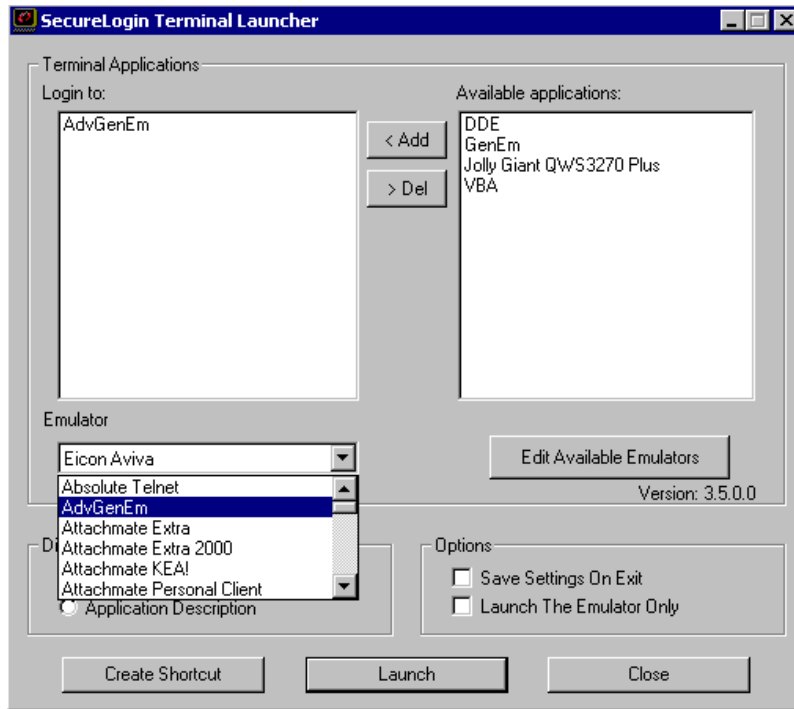 SecureLogin Terminal Launcher
Terminal Applications
Login to:
Available applications:
AdvGenEm
< Add
> Del
DDE
GenEm
Jolly Giant QWS3270 Plus
VBA
Emulator
Eicon Aviva
Edit Available Emulators
Version: 3.5.0.0
Absolute Telnet
AdvGenEm
Attachmate Extra
Attachmate Extra 2000
Attachmate KEA!
Attachmate Personal Client
Application Description
Options
Save Settings On Exit
Launch The Emulator Only
Create Shortcut
Launch
Close